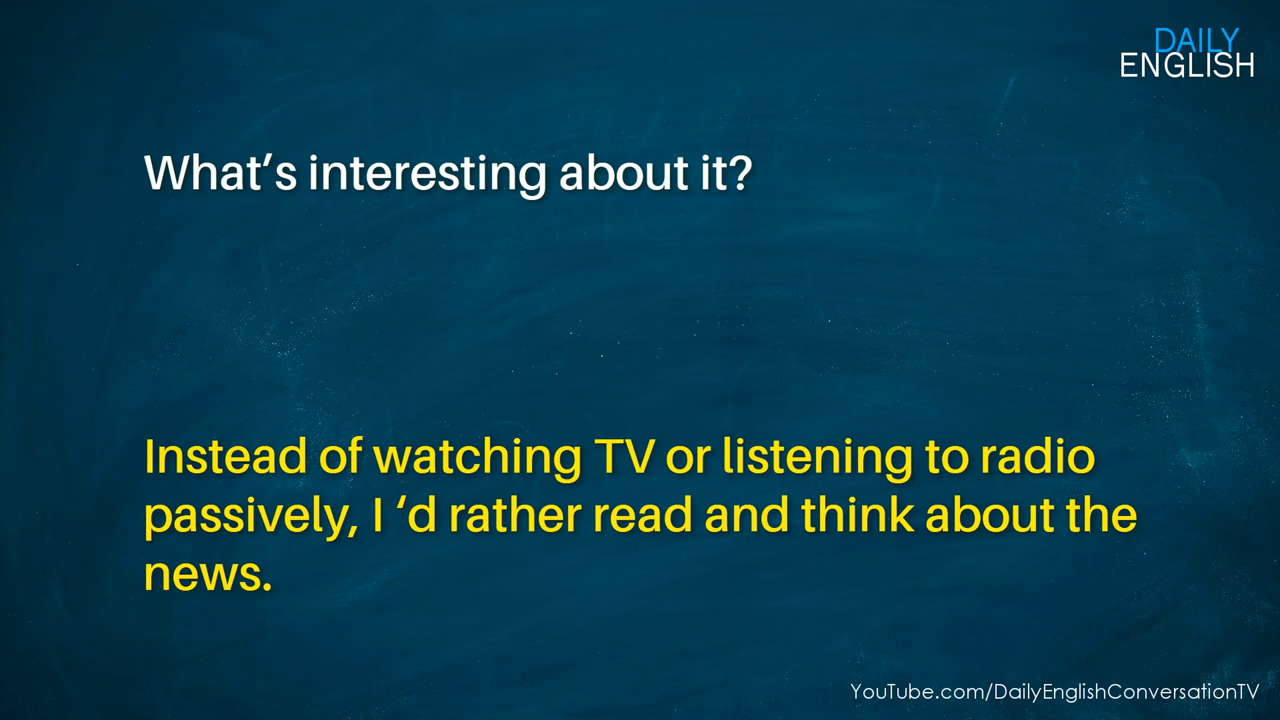 DAILY
ENGLISH
What’s interesting about it?
Instead of watching TV or listening to radio
passively, I ‘d rather read and think about the
news.
YouTube.com/DailyEnglishConversationTV